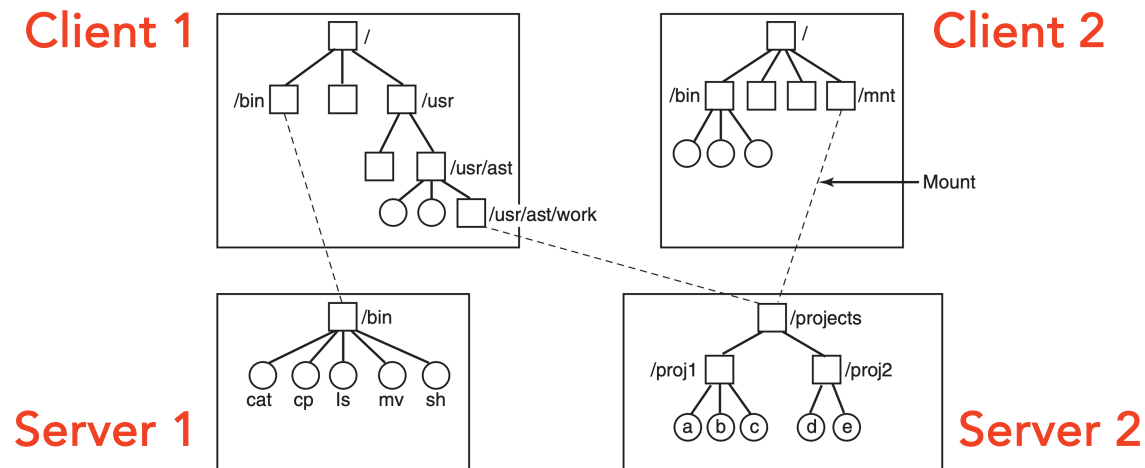 Client 1
/
/bin
/usr
/usr/ast
/usr/ast/work
Client 2
/
/bin
/mnt
Mount
Server 1
/bin
cat cp ls mv sh
Server 2
/projects
/proj1
/proj2
a b c d e